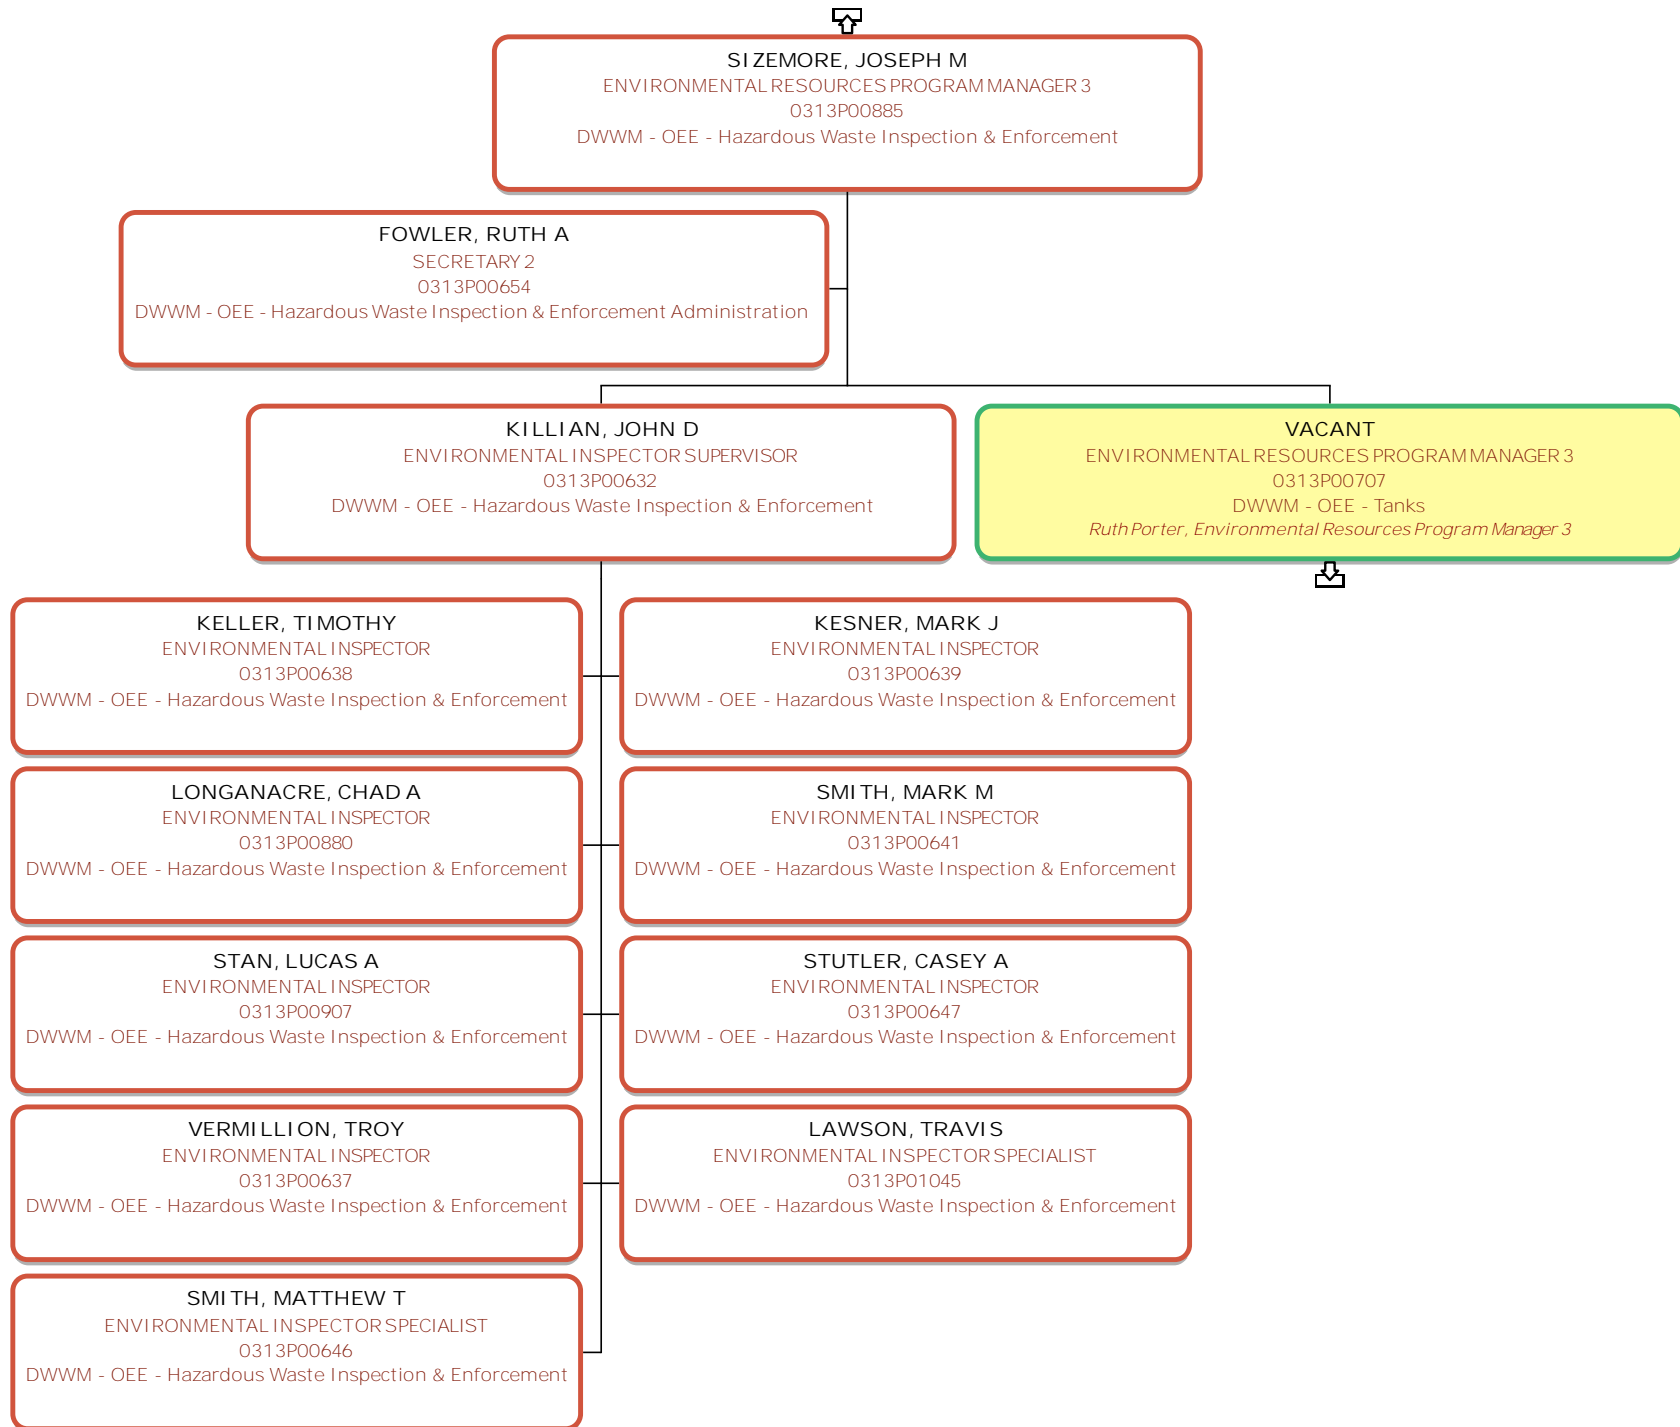 SIZEMORE, JOSEPH M
ENVIRONMENTAL RESOURCES PROGRAM MANAGER 3
0313P00885
DWWM - OEE - Hazardous Waste Inspection & Enforcement
FOWLER, RUTH A
SECRETARY 2
0313P00654
DWWM - OEE - Hazardous Waste Inspection & Enforcement Administration
KILLIAN, JOHN D
ENVIRONMENTAL INSPECTOR SUPERVISOR
0313P00632
DWWM - OEE - Hazardous Waste Inspection & Enforcement
VACANT
ENVIRONMENTAL RESOURCES PROGRAM MANAGER 3
0313P00707
DWWM - OEE - Tanks
Ruth Porter, Environmental Resources Program Manager 3
KELLER, TIMOTHY
ENVIRONMENTAL INSPECTOR
0313P00638
DWWM - OEE - Hazardous Waste Inspection & Enforcement
KESNER, MARK J
ENVIRONMENTAL INSPECTOR
0313P00639
DWWM - OEE - Hazardous Waste Inspection & Enforcement
LONGANACRE, CHAD A
ENVIRONMENTAL INSPECTOR
0313P00880
DWWM - OEE - Hazardous Waste Inspection & Enforcement
SMITH, MARK M
ENVIRONMENTAL INSPECTOR
0313P00641
DWWM - OEE - Hazardous Waste Inspection & Enforcement
STAN, LUCAS A
ENVIRONMENTAL INSPECTOR
0313P00907
DWWM - OEE - Hazardous Waste Inspection & Enforcement
STUTLER, CASEY A
ENVIRONMENTAL INSPECTOR
0313P00647
DWWM - OEE - Hazardous Waste Inspection & Enforcement
VERMILLION, TROY
ENVIRONMENTAL INSPECTOR
0313P00637
DWWM - OEE - Hazardous Waste Inspection & Enforcement
LAWSON, TRAVIS
ENVIRONMENTAL INSPECTOR SPECIALIST
0313P01045
DWWM - OEE - Hazardous Waste Inspection & Enforcement
SMITH, MATTHEW T
ENVIRONMENTAL INSPECTOR SPECIALIST
0313P00646
DWWM - OEE - Hazardous Waste Inspection & Enforcement